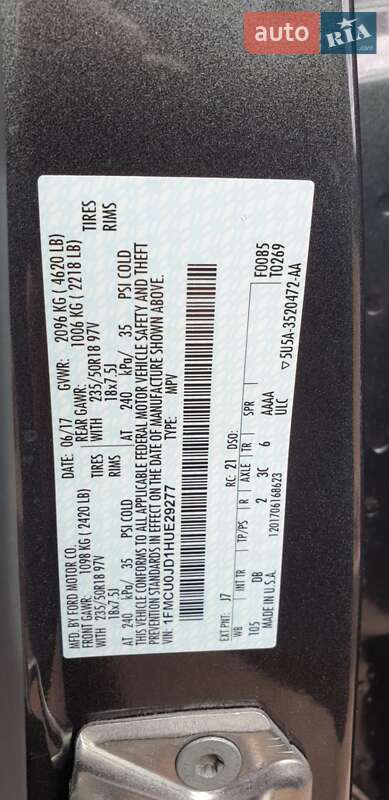 auto RIA.com
MFD. BY FORD MOTOR CO. DATE: 06/17 GVWR: 2096 KG ( 4620 LB)
FRONT GAWR: 1098 KG ( 2420 LB) REAR GAWR: 1006 KG ( 2218 LB)
WITH 235/50R18 97V TIRES WITH 235/50R18 97V TIRES
18x7.5J RIMS 18x7.5J RIMS
AT 240 kPa/ 35 PSI COLD AT 240 kPa/ 35 PSI COLD
THIS VEHICLE CONFORMS TO ALL APPLICABLE FEDERAL MOTOR VEHICLE SAFETY AND THEFT
PREVENTION STANDARDS IN EFFECT ON THE DATE OF MANUFACTURE SHOWN ABOVE.
VIN: 1FMCU0JD1HUE29277 TYPE: MPV
F0085
T0269
EXT PNT: J7 RC: 21 DSO:
WB INT TR TP/PS R AXLE TR SPR
105 DB 2 3C 6 AAAA
ULC
▽5U5A-3520472-AA
MADE IN U.S.A. 1201706168623